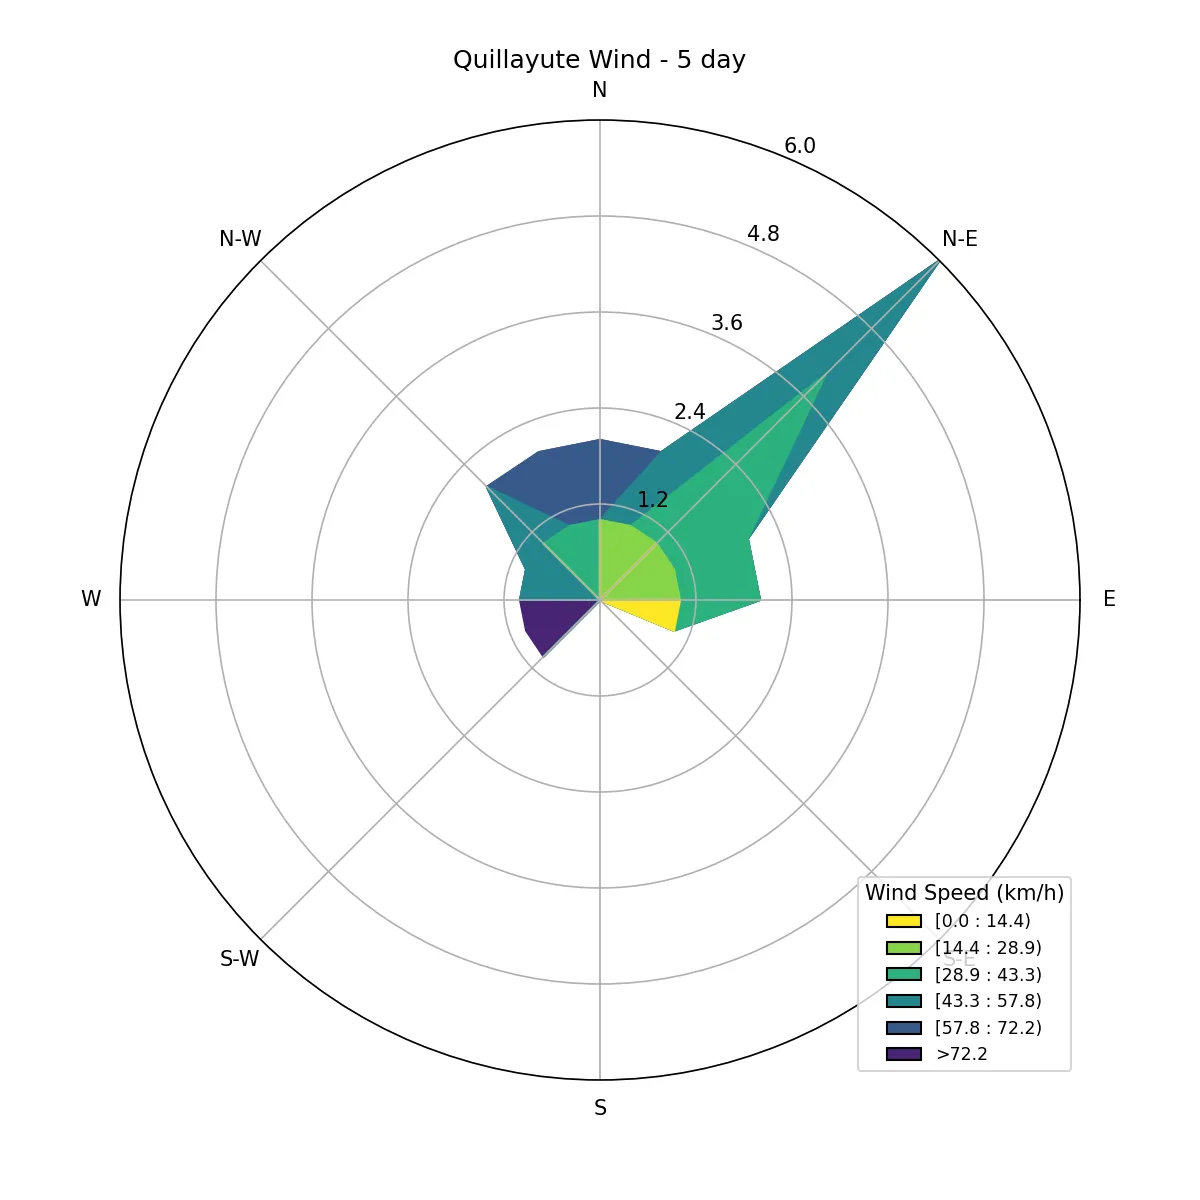 Quillayute Wind - 5 day
N
6.0
4.8
N-W
N-E
3.6
2.4
1.2
W
E
Wind Speed (km/h)
[0.0 : 14.4)
[14.4 : 28.9)
S-W
S-E
[28.9 : 43.3)
[43.3 : 57.8)
[57.8 : 72.2)
>72.2
S